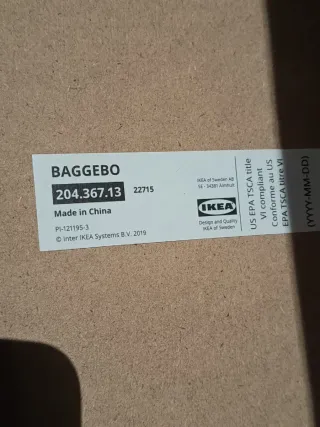 BAGGEBO
204.367.13 22715
Made in China
PI-121195-3
© Inter IKEA Systems B.V. 2019
IKEA of Sweden AB
SE - 34381 Älmhult
IKEA
Design and Quality
IKEA of Sweden
US EPA TSCA title
VI compliant
Conforme au US
EPA TSCA titre VI
(YYYY-MM-DD)